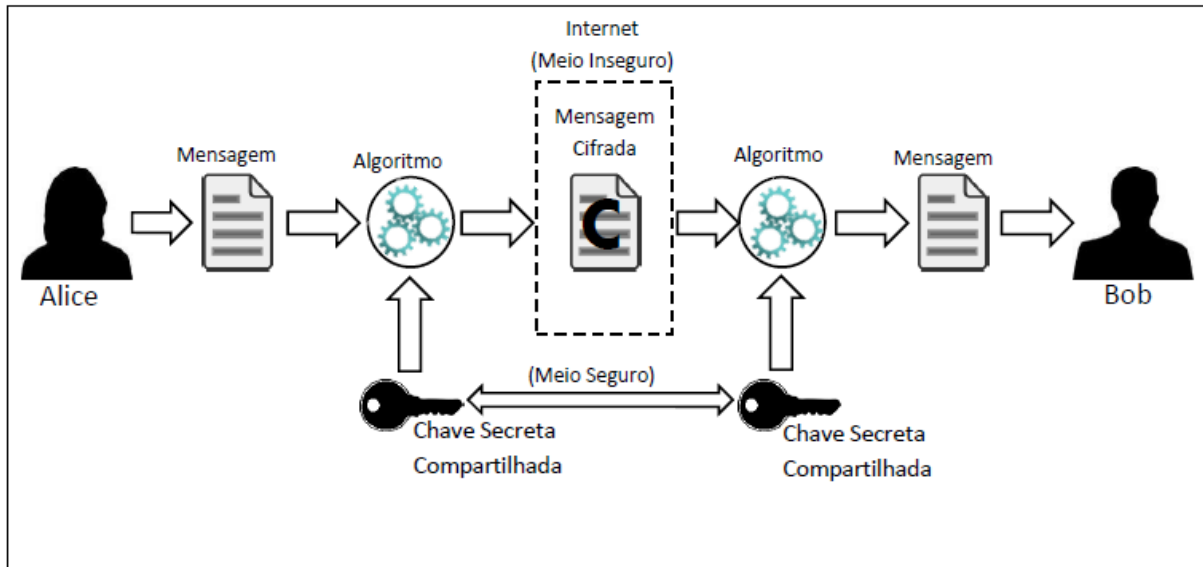 Internet
(Meio Inseguro)
Mensagem
Cifrada
Mensagem
Algoritmo
Algoritmo
Mensagem
C
Alice
Bob
(Meio Seguro)
Chave Secreta
Compartilhada
Chave Secreta
Compartilhada